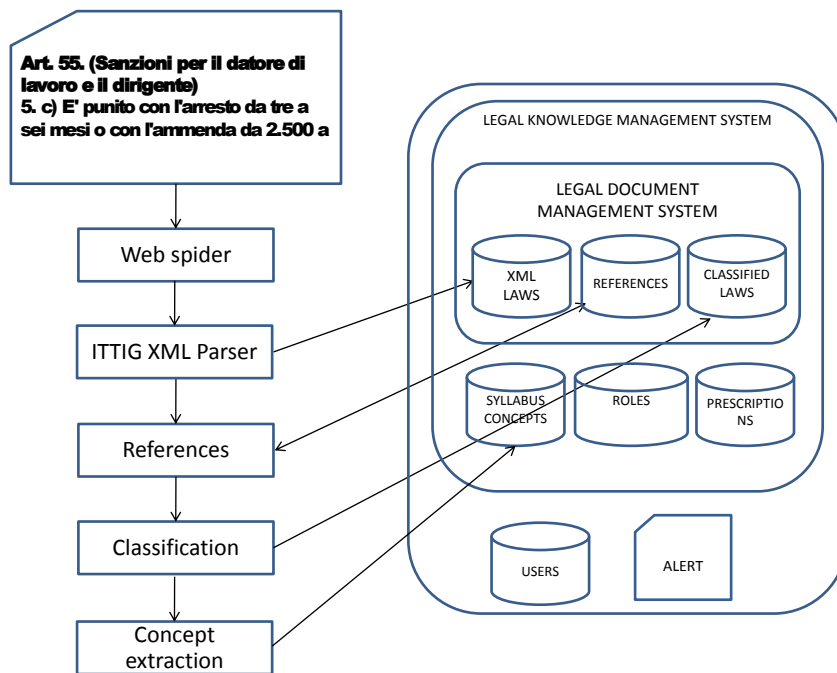 Art. 55. (Sanzioni per il datore di
lavoro e il dirigente)
5. c) E' punito con l'arresto da tre a
sei mesi o con l'ammenda da 2.500 a
Web spider
ITTIG XML Parser
References
Classification
Concept
extraction
LEGAL KNOWLEDGE MANAGEMENT SYSTEM
LEGAL DOCUMENT
MANAGEMENT SYSTEM
XML
LAWS
REFERENCES
CLASSIFIED
LAWS
SYLLABUS
CONCEPTS
ROLES
PRESCRIPTIO
NS
USERS
ALERT